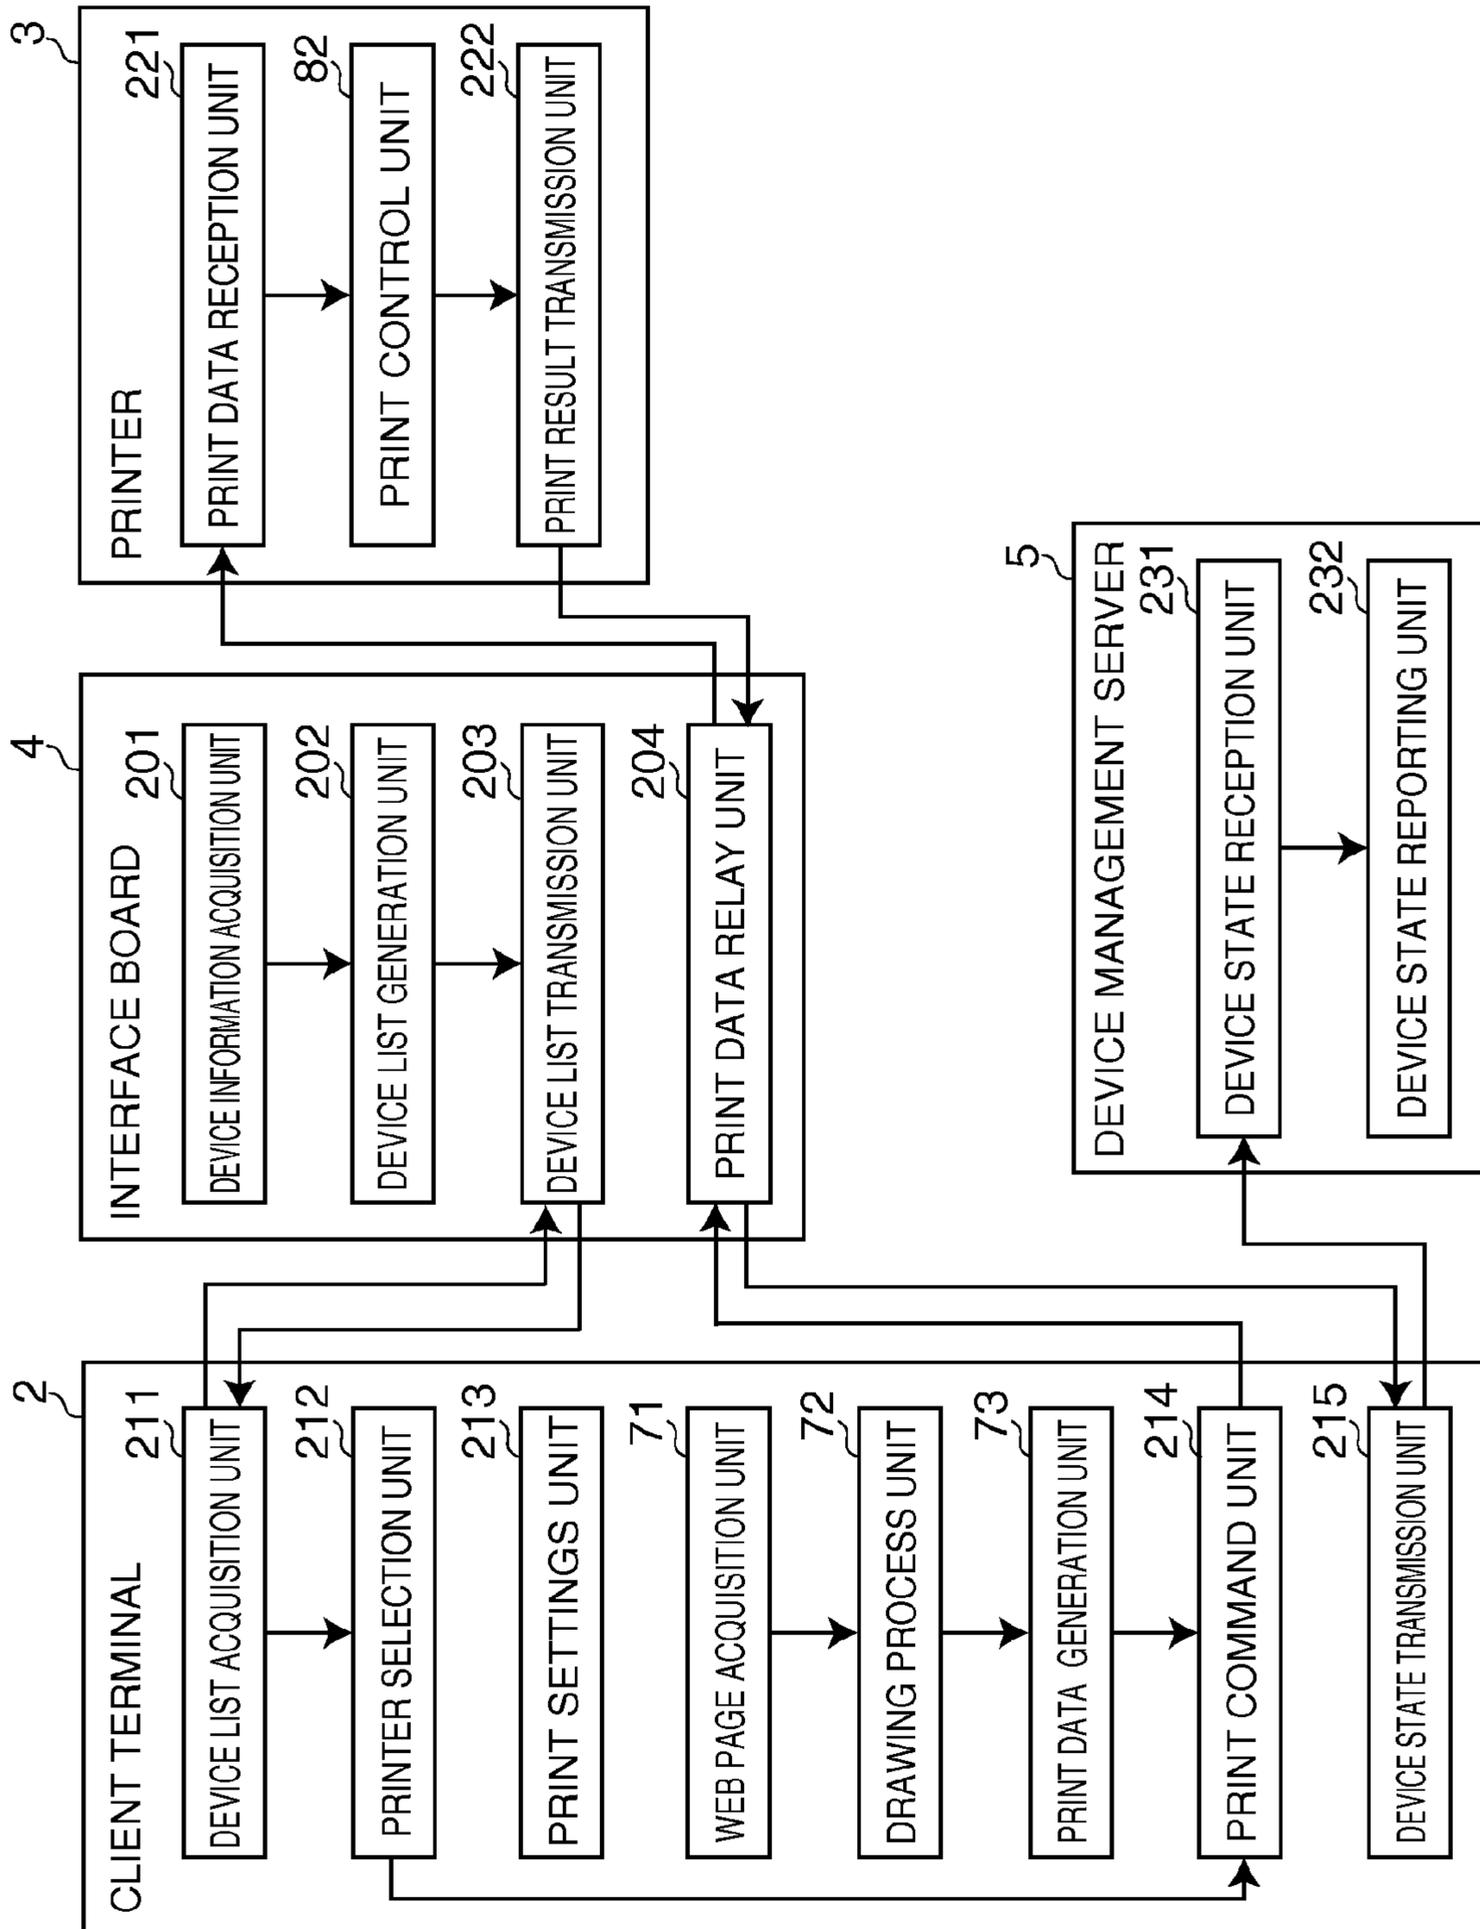 2
CLIENT TERMINAL
211
DEVICE LIST ACQUISITION UNIT
212
PRINTER SELECTION UNIT
213
PRINT SETTINGS UNIT
71
WEB PAGE ACQUISITION UNIT
72
DRAWING PROCESS UNIT
73
PRINT DATA GENERATION UNIT
214
PRINT COMMAND UNIT
215
DEVICE STATE TRANSMISSION UNIT
4
INTERFACE BOARD
201
DEVICE INFORMATION ACQUISITION UNIT
202
DEVICE LIST GENERATION UNIT
203
DEVICE LIST TRANSMISSION UNIT
204
PRINT DATA RELAY UNIT
3
PRINTER
221
PRINT DATA RECEPTION UNIT
82
PRINT CONTROL UNIT
222
PRINT RESULT TRANSMISSION UNIT
5
DEVICE MANAGEMENT SERVER
231
DEVICE STATE RECEPTION UNIT
232
DEVICE STATE REPORTING UNIT